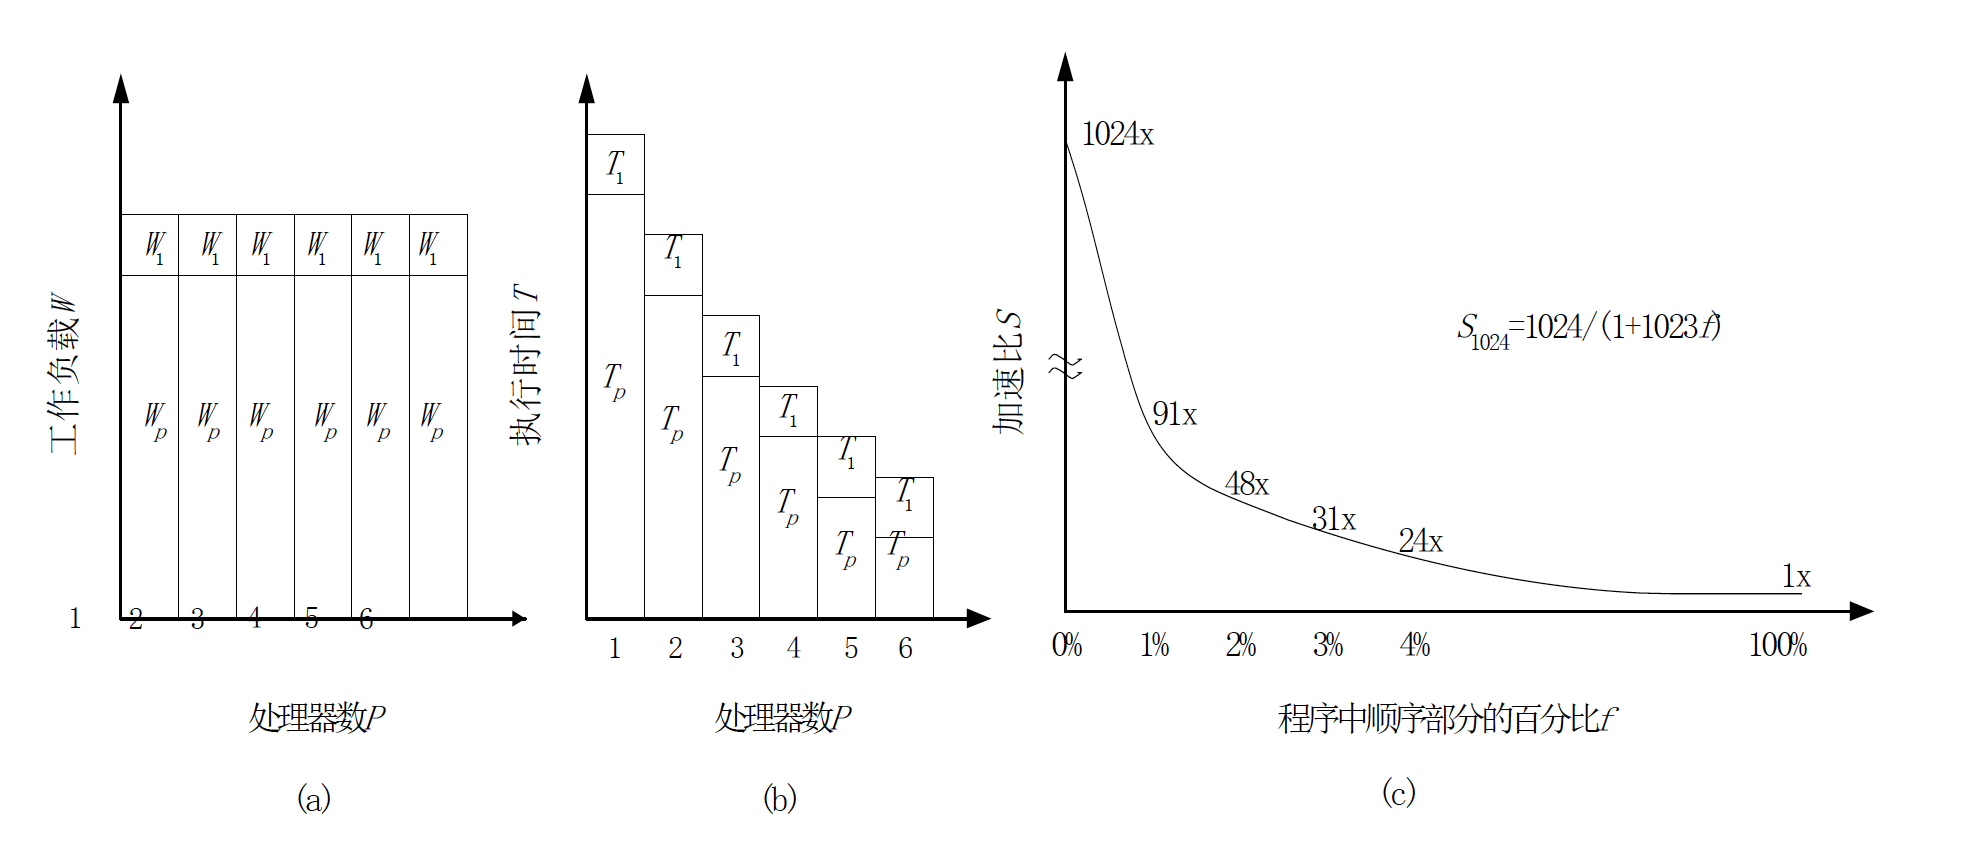 工作负载W
W1 W1 W1 W1 W1 W1
Wp Wp Wp Wp Wp Wp
1 2 3 4 5 6
处理器数P
(a)
执行时间T
T1 T1 T1 T1 T1 T1
Tp Tp Tp Tp Tp Tp
1 2 3 4 5 6
处理器数P
(b)
加速比S
1024x
S1024=1024/(1+1023f)
91x
48x
31x
24x
1x
0% 1% 2% 3% 4% 100%
程序中顺序部分的百分比f
(c)